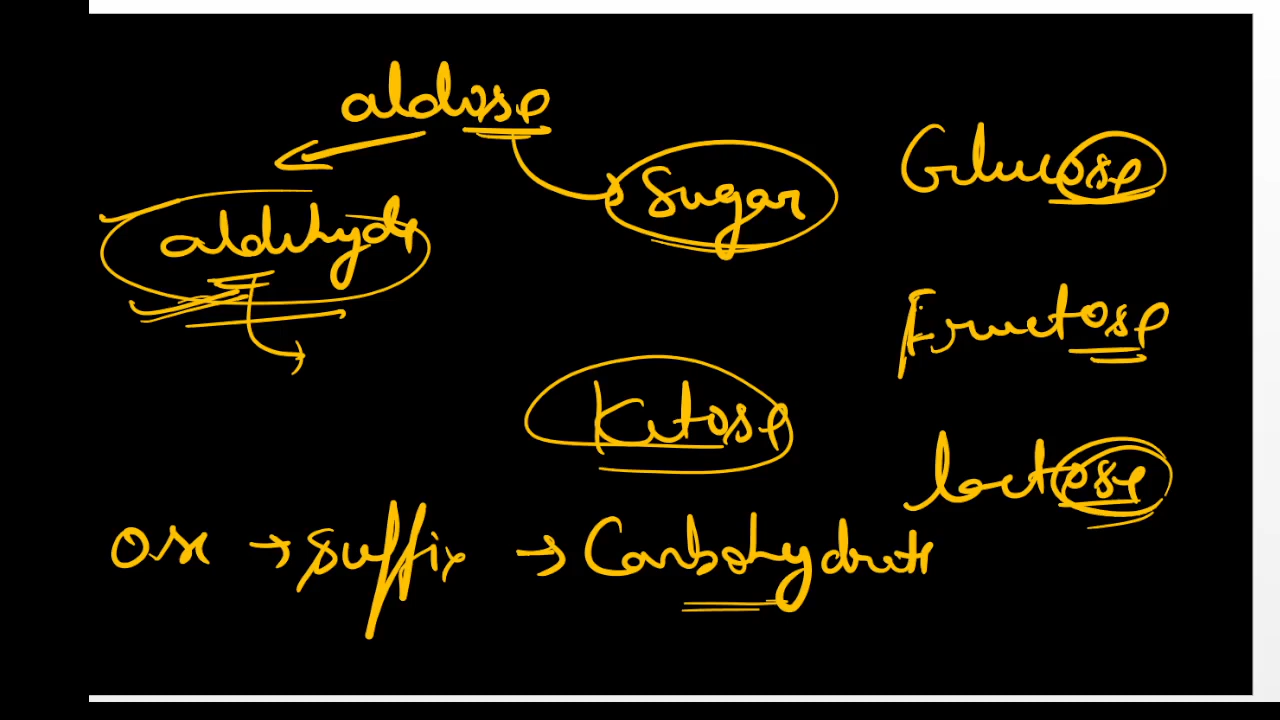 aldose
Glucose
Sugar
aldehyde
Fructose
Ketose
lactose
ose → suffix → Carbohydrate